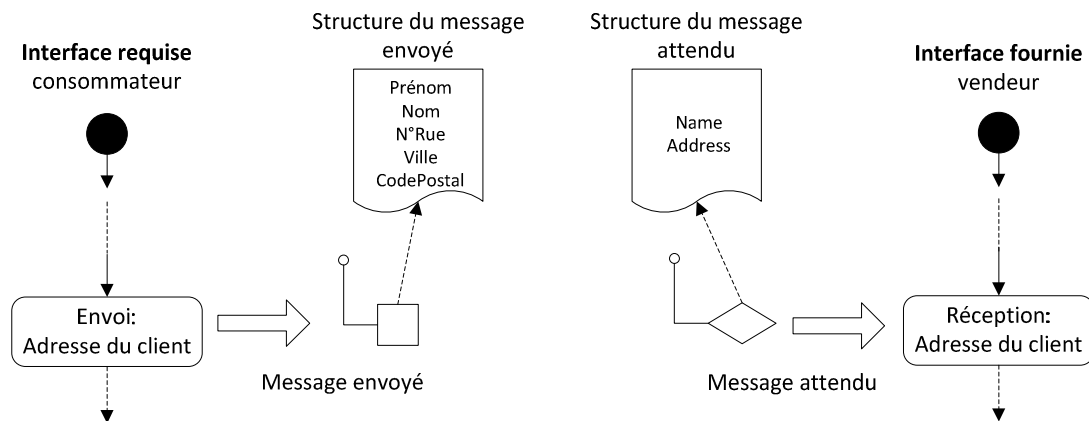 Interface requise
consommateur
Structure du message
envoyé
Prénom
Nom
N°Rue
Ville
CodePostal
Structure du message
attendu
Name
Address
Interface fournie
vendeur
Envoi:
Adresse du client
Message envoyé
Message attendu
Réception:
Adresse du client